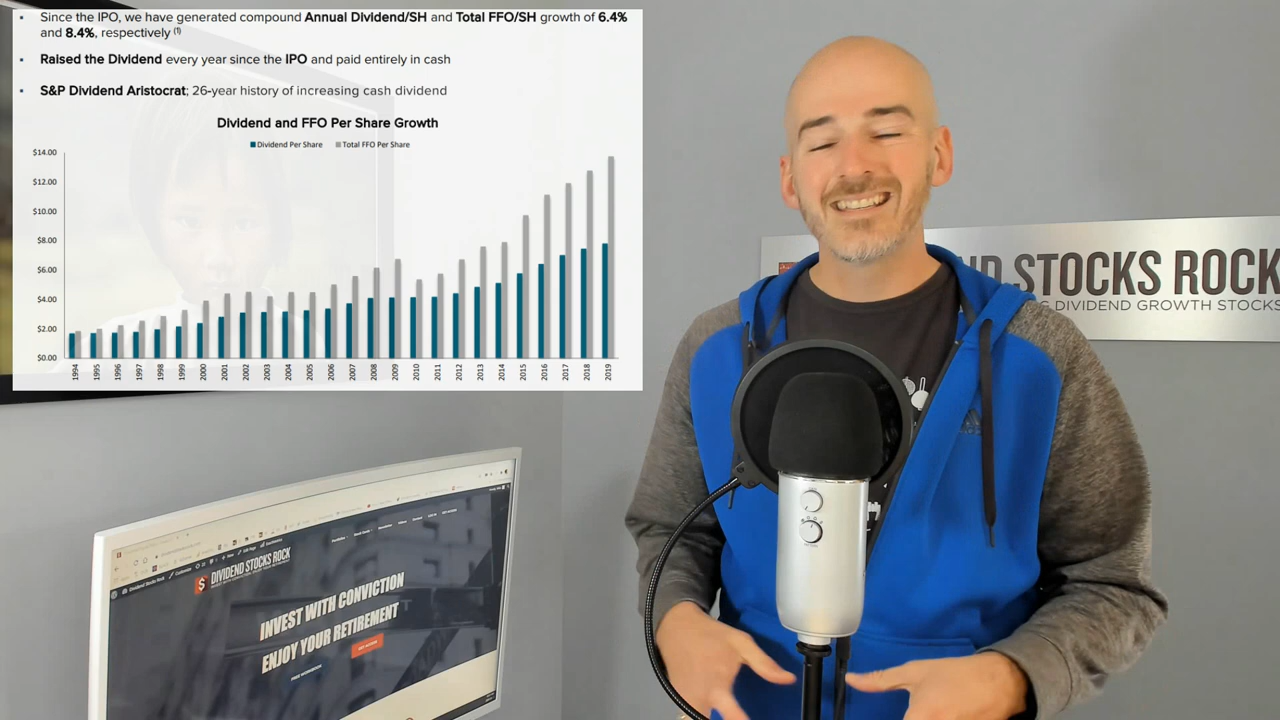 ▪ Since the IPO, we have generated compound Annual Dividend/SH and Total FFO/SH growth of 6.4%
and 8.4%, respectively (1)
▪ Raised the Dividend every year since the IPO and paid entirely in cash
▪ S&P Dividend Aristocrat; 26-year history of increasing cash dividend
Dividend and FFO Per Share Growth
Dividend Per Share Total FFO Per Share
$14.00
$12.00
$10.00
$8.00
$6.00
$4.00
$2.00
$0.00
1994 1995 1996 1997 1998 1999 2000 2001 2002 2003 2004 2005 2006 2007 2008 2009 2010 2011 2012 2013 2014 2015 2016 2017 2018 2019
STOCKS ROCK
DIVIDEND GROWTH STOCKS
DIVIDEND STOCKS ROCK
INVEST WITH CONVICTION
ENJOY YOUR RETIREMENT